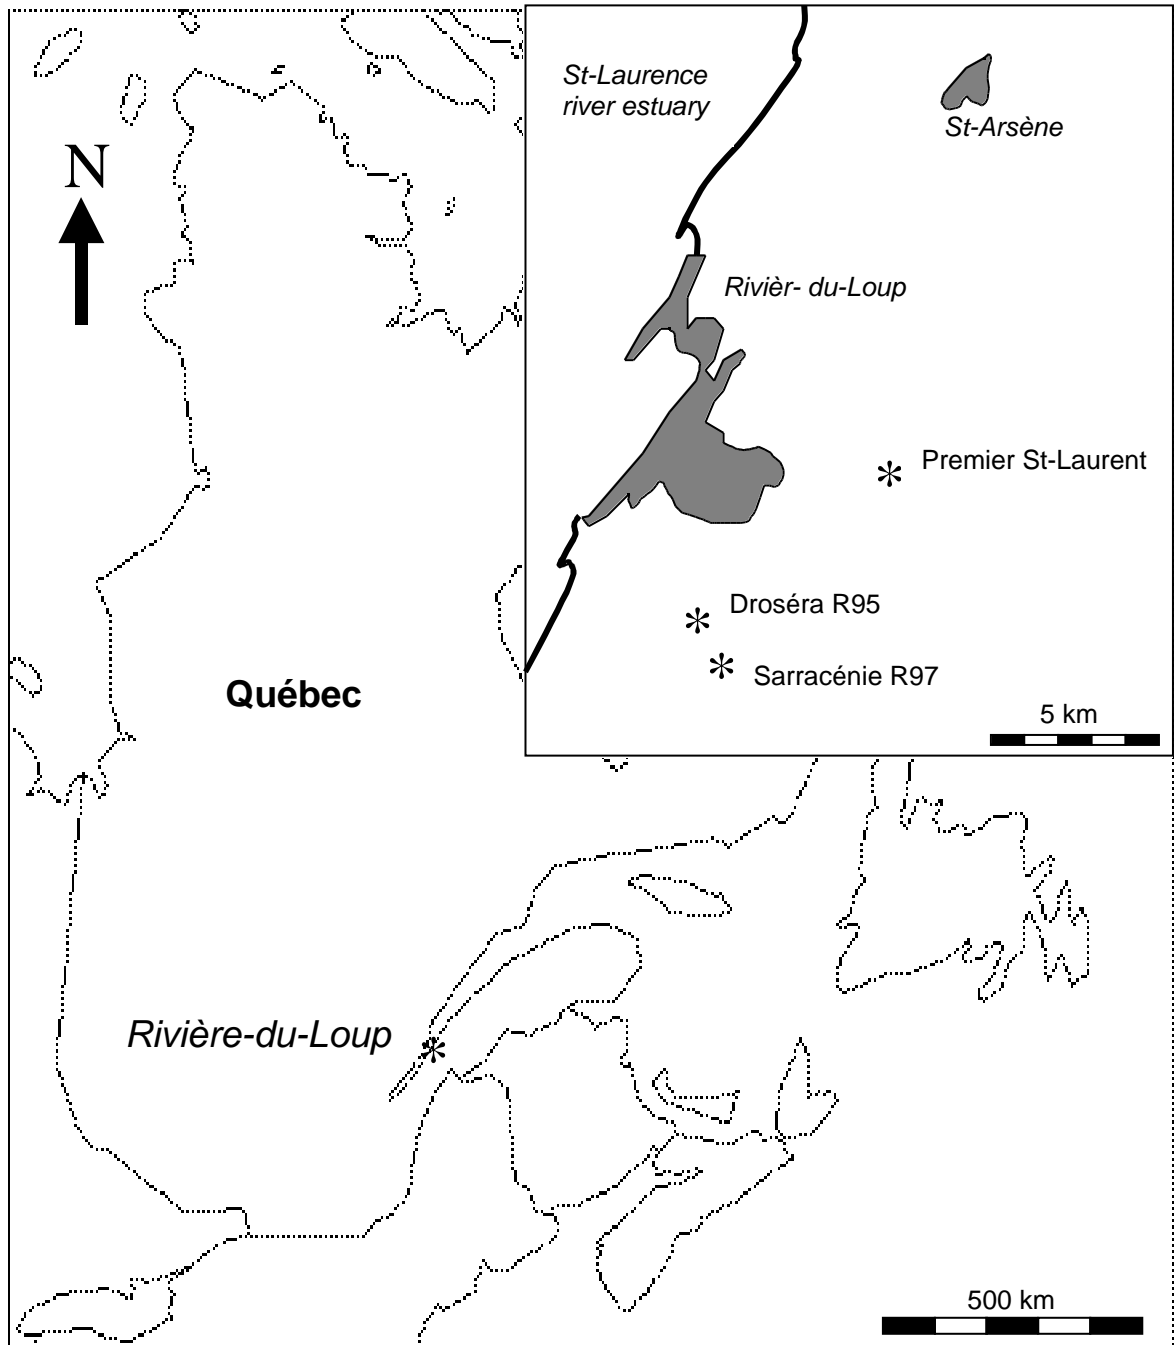 St-Laurence
river estuary
St-Arsène
N
Rivièr- du-Loup
Premier St-Laurent
Droséra R95
Sarracénie R97
Québec
5 km
Rivière-du-Loup
500 km